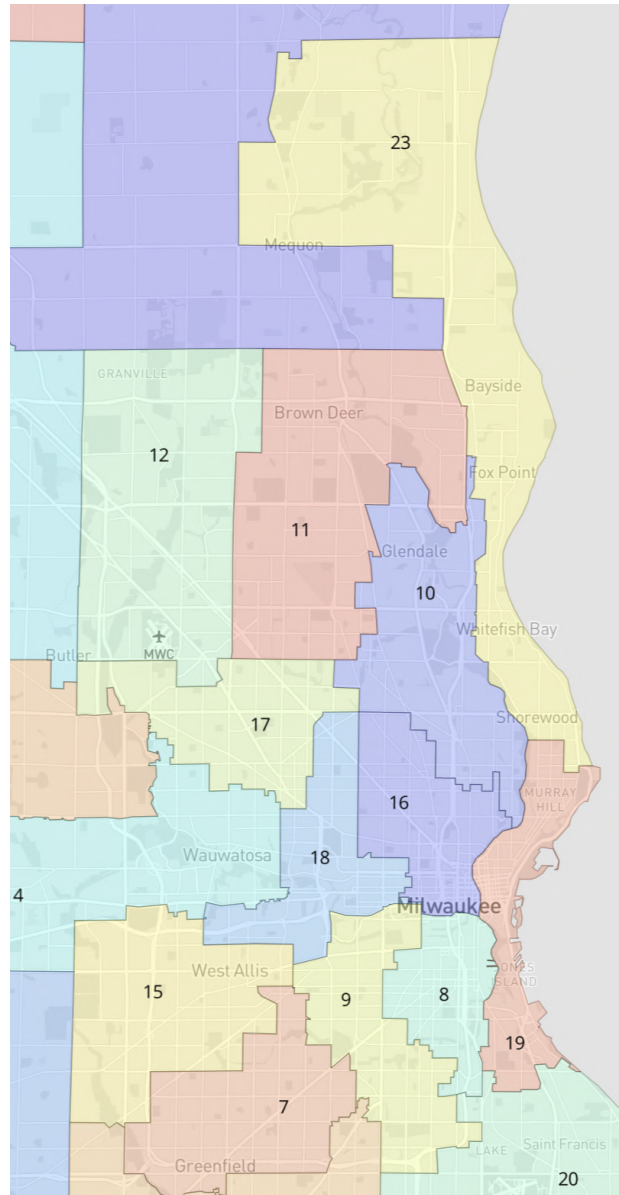 23
Mequon
GRANVILLE
Bayside
Brown Deer
12
Fox Point
11
Glendale
10
Whitefish Bay
Butler
MWC
Shorewood
17
MURRAY
HILL
16
Wauwatosa
18
4
Milwaukee
West Allis
ISLAND
15
8
9
19
7
LAKE
Saint Francis
Greenfield
20